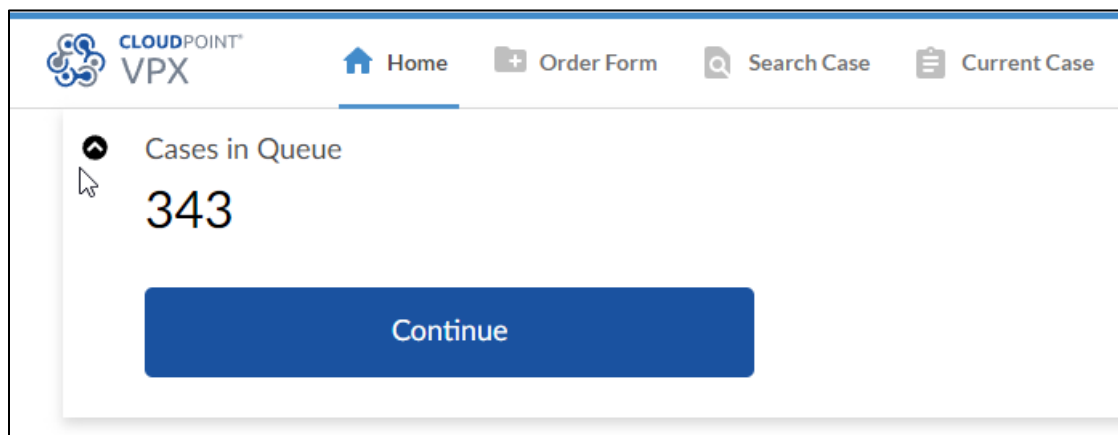 CLOUDPOINT®
VPX
Home
Order Form
Search Case
Current Case
Cases in Queue
343
Continue